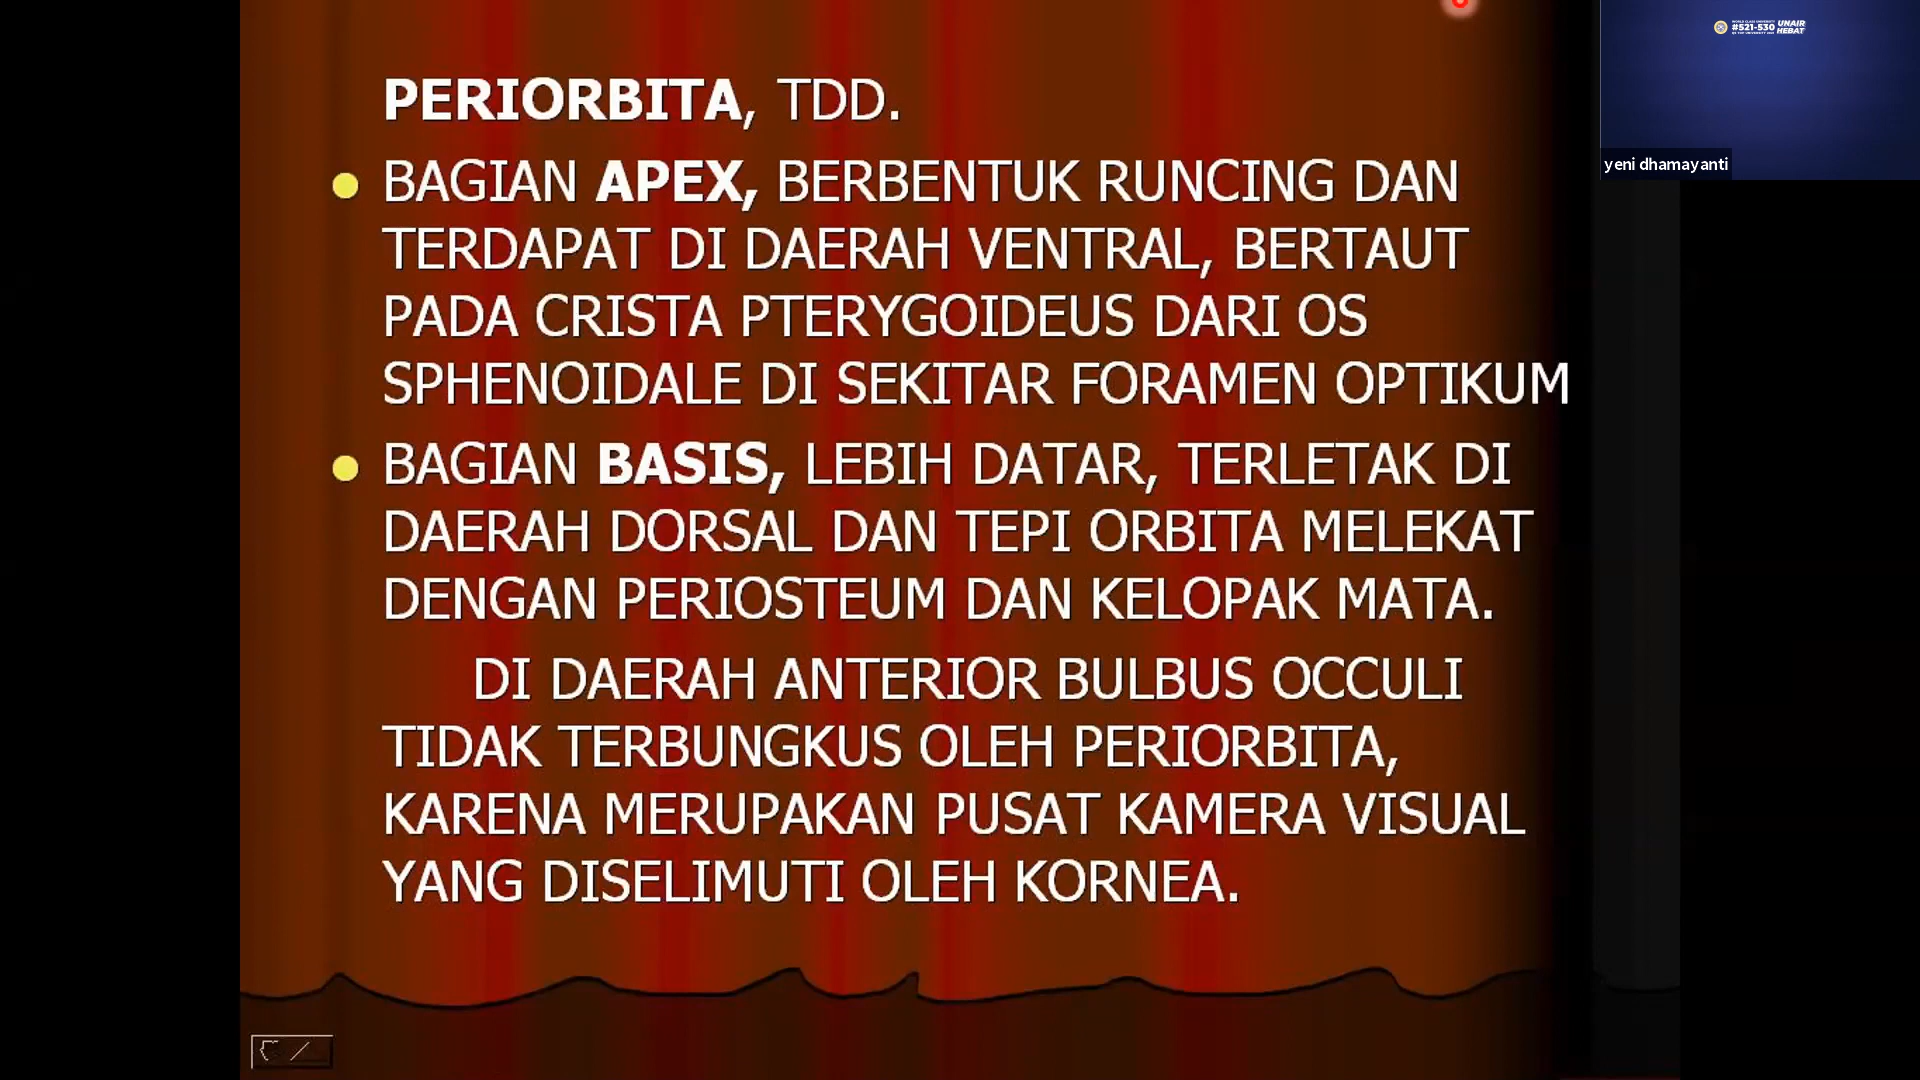 PERIORBITA, TDD.
BAGIAN APEX, BERBENTUK RUNCING DAN
TERDAPAT DI DAERAH VENTRAL, BERTAUT
PADA CRISTA PTERYGOIDEUS DARI OS
SPHENOIDALE DI SEKITAR FORAMEN OPTIKUM
BAGIAN BASIS, LEBIH DATAR, TERLETAK DI
DAERAH DORSAL DAN TEPI ORBITA MELEKAT
DENGAN PERIOSTEUM DAN KELOPAK MATA.
DI DAERAH ANTERIOR BULBUS OCCULI
TIDAK TERBUNGKUS OLEH PERIORBITA,
KARENA MERUPAKAN PUSAT KAMERA VISUAL
YANG DISELIMUTI OLEH KORNEA.
#521-530
UNAIR
HEBAT
yeni dhamayanti